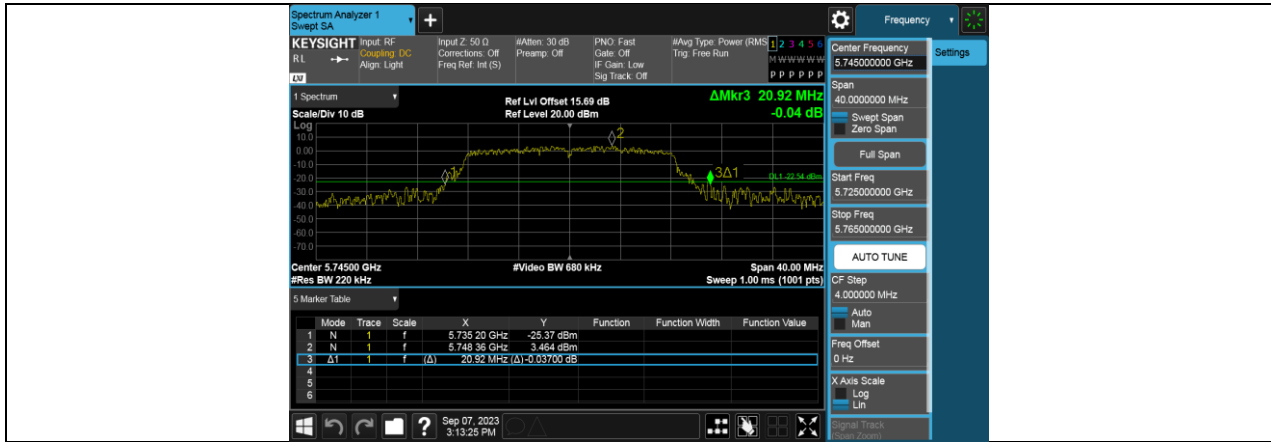 Spectrum Analyzer 1
Swept SA
+
Frequency
KEYSIGHT Input: RF
Coupling: DC
Align: Light
RL
LXI
Input Z: 50 Ω
Corrections: Off
Freq Ref: Int (S)
#Atten: 30 dB
Preamp: Off
PNO: Fast
Gate: Off
IF Gain: Low
Sig Track: Off
#Avg Type: Power (RMS
Trig: Free Run
1 2 3 4 5 6
M W W W W W
P P P P P P
1 Spectrum
Scale/Div 10 dB
Ref Lvl Offset 15.69 dB
Ref Level 20.00 dBm
ΔMkr3 20.92 MHz
-0.04 dB
Log
10.0
0.00
-10.0
-20.0
-30.0
-40.0
-50.0
-60.0
-70.0
1
2
3Δ1
DL1 -22.54 dBm
Center 5.74500 GHz
#Res BW 220 kHz
#Video BW 680 kHz
Span 40.00 MHz
Sweep 1.00 ms (1001 pts)
5 Marker Table
Mode Trace Scale X Y Function Function Width Function Value
1 N 1 f 5.735 20 GHz -25.37 dBm
2 N 1 f 5.748 36 GHz 3.464 dBm
3 Δ1 1 f (Δ) 20.92 MHz (Δ) -0.03700 dB
4
5
6
Sep 07, 2023
3:13:25 PM
?
Center Frequency
5.745000000 GHz
Settings
Span
40.0000000 MHz
Swept Span
Zero Span
Full Span
Start Freq
5.725000000 GHz
Stop Freq
5.765000000 GHz
AUTO TUNE
CF Step
4.000000 MHz
Auto
Man
Freq Offset
0 Hz
X Axis Scale
Log
Lin
Signal Track
(Span Zoom)